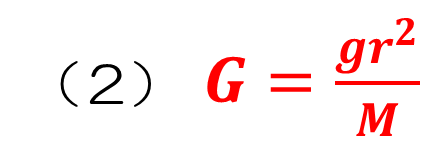 （2） G = gr²/M